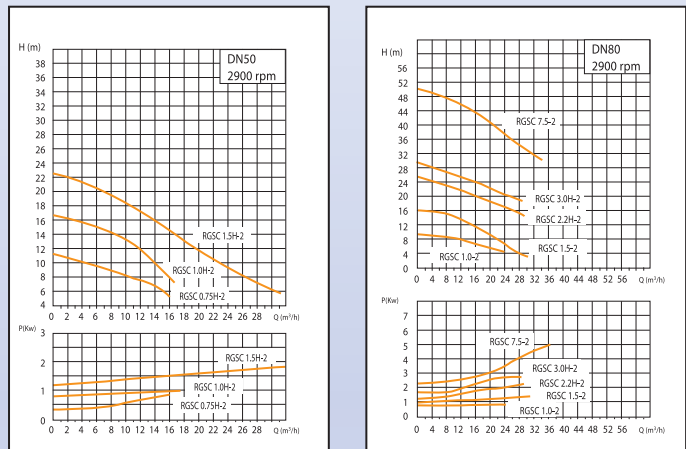 H (m)
DN50
2900 rpm
38
36
34
32
30
28
26
24
22
20
18
16
14
12
10
8
6
4
RGSC 1.5H-2
RGSC 1.0H-2
RGSC 0.75H-2
0 2 4 6 8 10 12 14 16 18 20 22 24 26 28 Q (m³/h)
P(Kw)
3
2
1
0
RGSC 1.5H-2
RGSC 1.0H-2
RGSC 0.75H-2
0 2 4 6 8 10 12 14 16 18 20 22 24 26 28 Q (m³/h)
H (m)
DN80
2900 rpm
56
52
48
44
40
36
32
28
24
20
16
12
8
4
0
RGSC 7.5-2
RGSC 3.0H-2
RGSC 2.2H-2
RGSC 1.5-2
RGSC 1.0-2
0 4 8 12 16 20 24 28 32 36 40 44 48 52 56 Q (m³/h)
P(Kw)
7
6
5
4
3
2
1
0
RGSC 7.5-2
RGSC 3.0H-2
RGSC 2.2H-2
RGSC 1.5-2
RGSC 1.0-2
0 4 8 12 16 20 24 28 32 36 40 44 48 52 56 Q (m³/h)